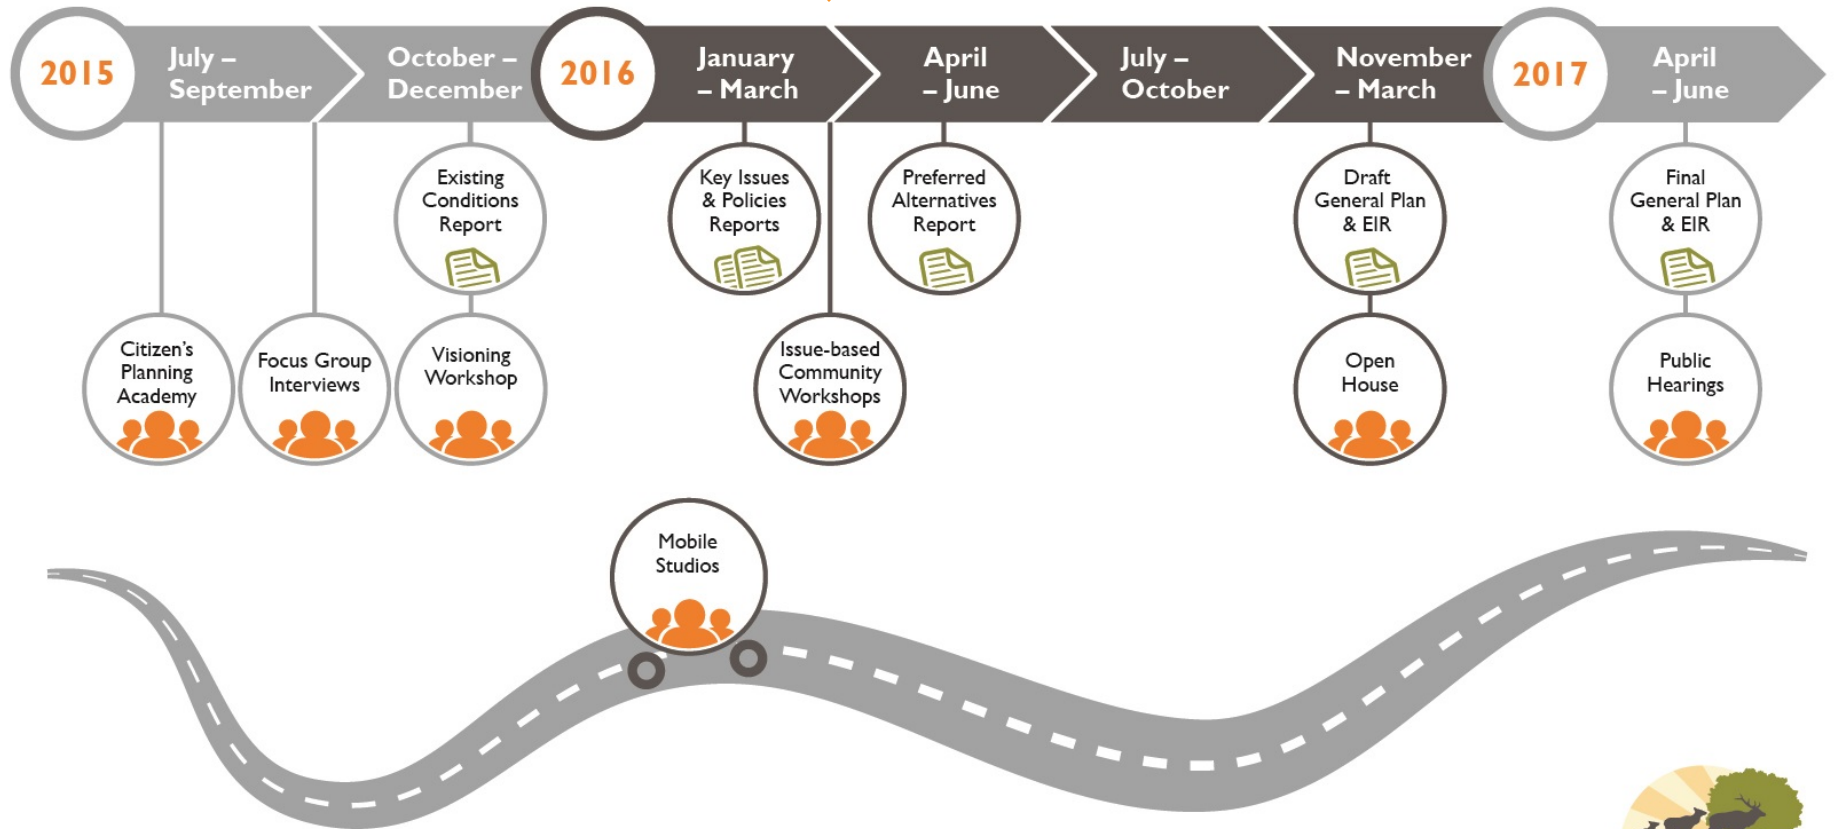 2015
July –
September
October –
December
2016
January
– March
April
– June
July –
October
November
– March
2017
April
– June
Existing
Conditions
Report
Key Issues
& Policies
Reports
Preferred
Alternatives
Report
Draft
General Plan
& EIR
Final
General Plan
& EIR
Citizen's
Planning
Academy
Focus Group
Interviews
Visioning
Workshop
Issue-based
Community
Workshops
Open
House
Public
Hearings
Mobile
Studios